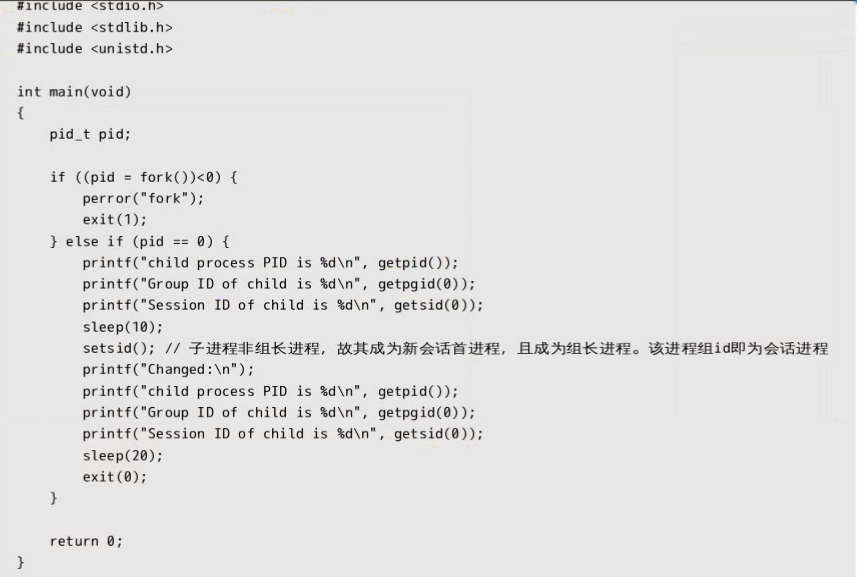 #include <stdio.h>
#include <stdlib.h>
#include <unistd.h>
int main(void)
{
    pid_t pid;
    if ((pid = fork())<0) {
        perror("fork");
        exit(1);
    } else if (pid == 0) {
        printf("child process PID is %d\n", getpid());
        printf("Group ID of child is %d\n", getpgid(0));
        printf("Session ID of child is %d\n", getsid(0));
        sleep(10);
        setsid(); // 子进程非组长进程，故其成为新会话首进程，且成为组长进程。该进程组id即为会话进程
        printf("Changed:\n");
        printf("child process PID is %d\n", getpid());
        printf("Group ID of child is %d\n", getpgid(0));
        printf("Session ID of child is %d\n", getsid(0));
        sleep(20);
        exit(0);
    }
    return 0;
}